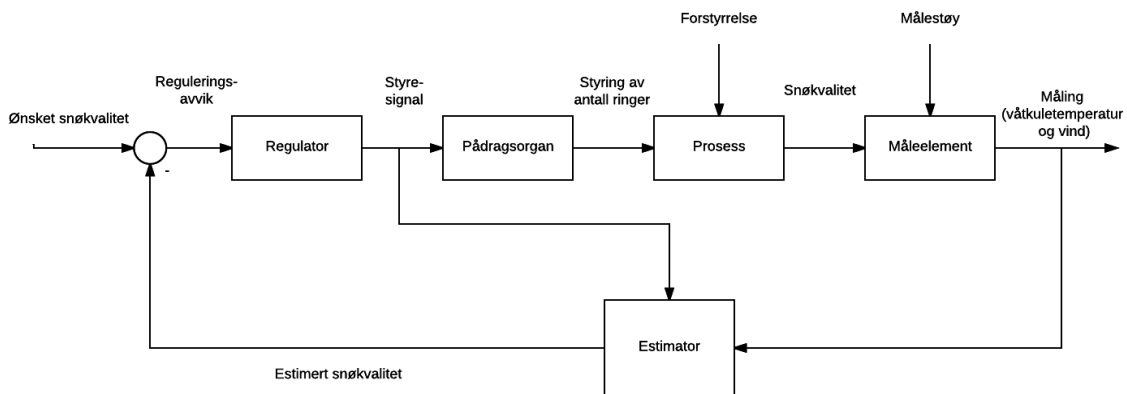 Forstyrrelse
Målestøy
Regulerings-
avvik
Styre-
signal
Styring av
antall ringer
Snøkvalitet
Måling
(våtkuletemperatur
og vind)
Ønsket snøkvalitet
Regulator
Pådragsorgan
Prosess
Måleelement
-
Estimator
Estimert snøkvalitet